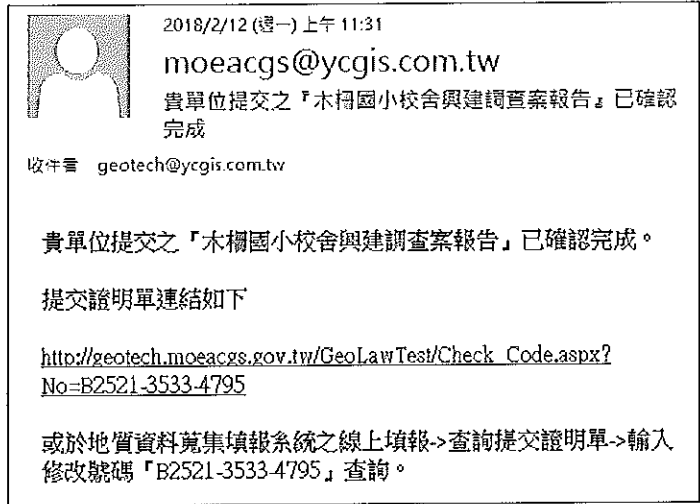 2018/2/12 (週一) 上午 11:31
moeacgs@ycgis.com.tw
貴單位提交之『木柵國小校舍興建調查案報告』已確認
完成
收件者 geotech@ycgis.com.tw
貴單位提交之『木柵國小校舍興建調查案報告』已確認完成。
提交證明單連結如下
http://geotech.moeacgs.gov.tw/GeoLawTest/Check_Code.aspx?
No=B2521-3533-4795
或於地質資料蒐集填報系統之線上填報->查詢提交證明單->輸入
修改號碼『B2521-3533-4795』查詢。